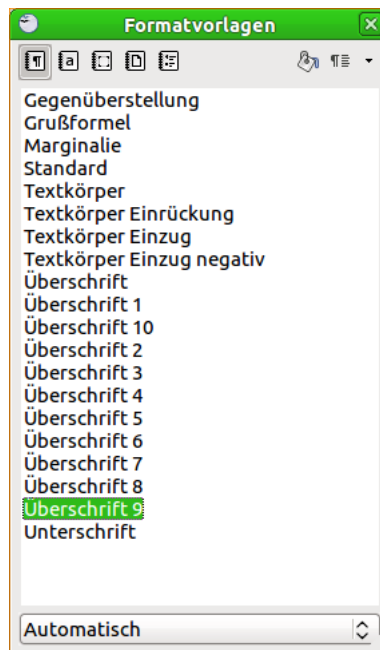 Formatvorlagen
Gegenüberstellung
Grußformel
Marginalie
Standard
Textkörper
Textkörper Einrückung
Textkörper Einzug
Textkörper Einzug negativ
Überschrift
Überschrift 1
Überschrift 10
Überschrift 2
Überschrift 3
Überschrift 4
Überschrift 5
Überschrift 6
Überschrift 7
Überschrift 8
Überschrift 9
Unterschrift
Automatisch